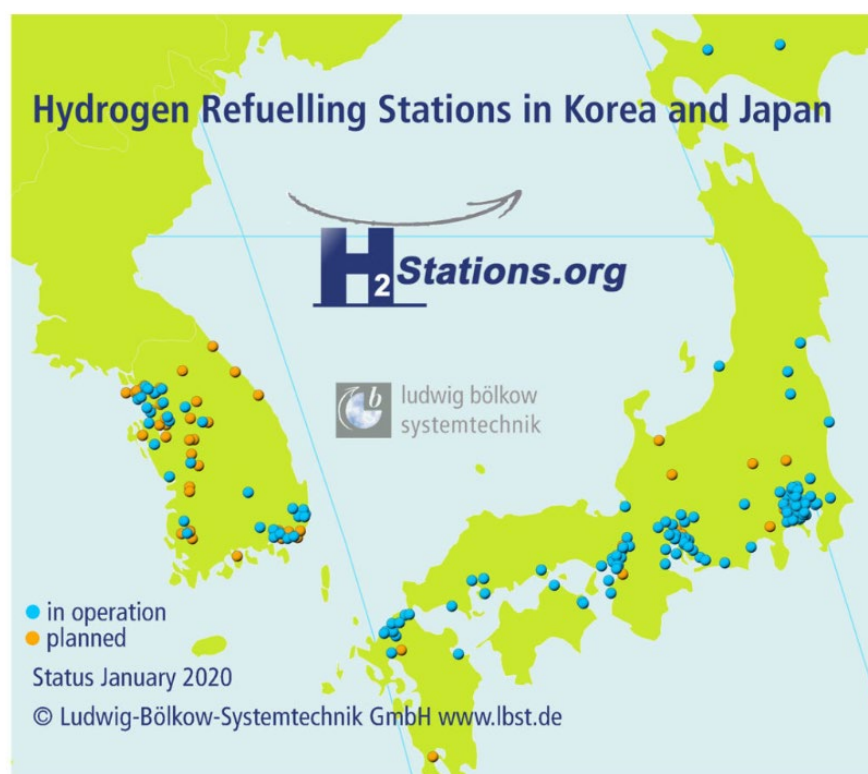 Hydrogen Refuelling Stations in Korea and Japan
H2Stations.org
b
ludwig bölkow
systemtechnik
in operation
planned
Status January 2020
© Ludwig-Bölkow-Systemtechnik GmbH www.lbst.de